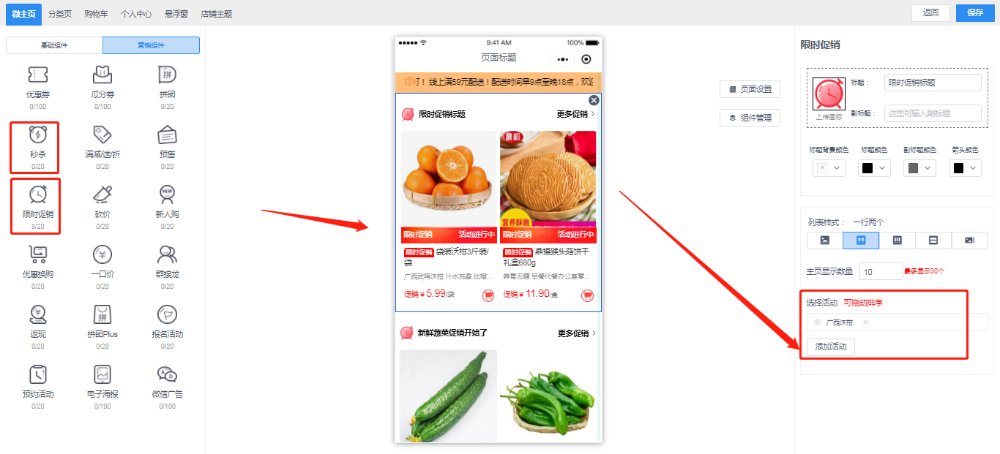 微主页 分类页 购物车 个人中心 悬浮窗 店铺主题 返回 保存
基础组件 营销组件
优惠券 瓜分券 拼团
0/100 0/100 0/20
秒杀 满减/送/折 预售
0/20 0/20 0/20
限时促销 砍价 新人购
8/20 0/20 0/20
优惠换购 一口价 群接龙
0/20 0/20 0/20
返现 拼团Plus 报名活动
0/20 0/20 0/20
预约活动 电子海报 微信广告
0/20 0/100 0/100
9:41 AM 100%
页面标题
！ 线上满59元配送！配送时间早9点至晚18点，
限时促销标题 更多促销
鼎福
营养酥脆
限时促销 活动进行中 限时促销 活动进行中
限时促销 袋装沃柑3斤装/袋
广西武鸣沃柑 汁水充盈 比橙...
促销 ¥ 5.99/袋
限时促销 鼎福猴头菇饼干礼盒680g
养胃无糖 早餐代餐办公室零...
促销 ¥ 11.90/盒
新鲜蔬菜促销开始了 更多促销
页面设置
组件管理
限时促销
标题： 限时促销标题
上传图标
副标题： 这里可输入副标题
标题背景颜色 标题颜色 副标题颜色 箭头颜色
列表样式： 一行两个
主页显示数量 10 最多显示30个
选择活动 可拖动排序
广西沃柑
添加活动